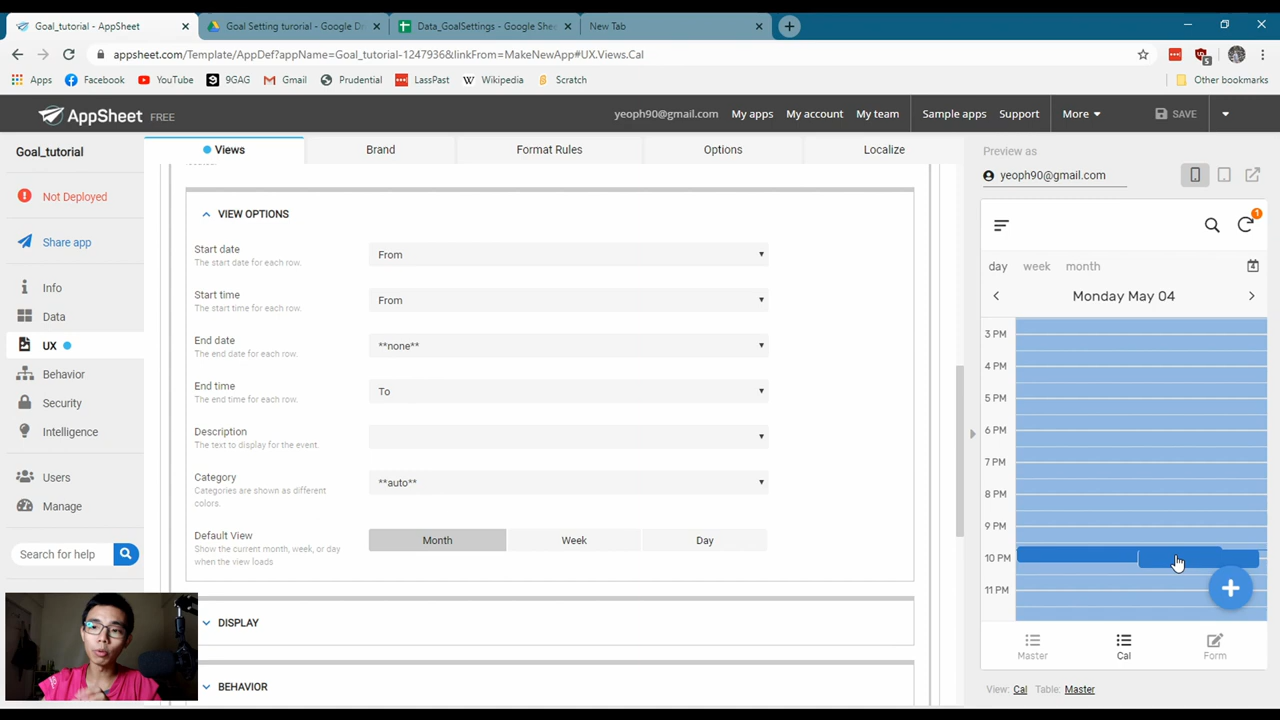 Goal_tutorial - AppSheet
Goal Setting turorial - Google Dr
Data_GoalSettings - Google She
New Tab
appsheet.com/Template/AppDef?appName=Goal_tutorial-1247936&linkFrom=MakeNewApp#UX.Views.Cal
5
Apps
Facebook
YouTube
9GAG
Gmail
Prudential
LassPast
Wikipedia
Scratch
Other bookmarks
AppSheet FREE
yeoph90@gmail.com
My apps
My account
My team
Sample apps
Support
More
SAVE
Goal_tutorial
Views
Brand
Format Rules
Options
Localize
Not Deployed
Share app
Info
Data
UX
Behavior
Security
Intelligence
Users
Manage
Search for help
VIEW OPTIONS
Start date
The start date for each row.
From
Start time
The start time for each row.
From
End date
The end date for each row.
**none**
End time
The end time for each row.
To
Description
The text to display for the event.
Category
Categories are shown as different
colors.
**auto**
Default View
Show the current month, week, or day
when the view loads
Month
Week
Day
DISPLAY
BEHAVIOR
Preview as
yeoph90@gmail.com
1
day
week
month
Monday May 04
3 PM
4 PM
5 PM
6 PM
7 PM
8 PM
9 PM
10 PM
11 PM
Master
Cal
Form
View: Cal Table: Master